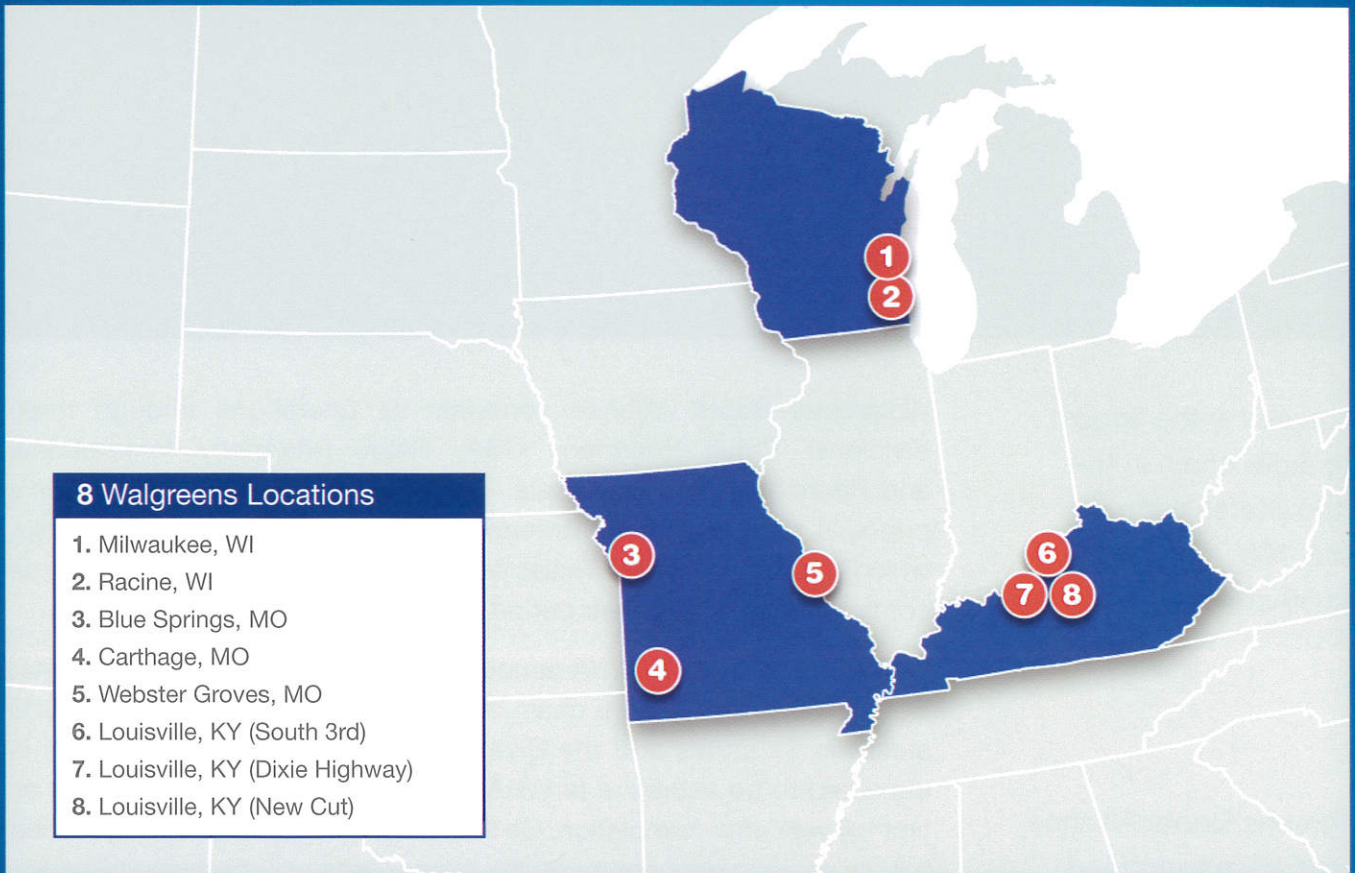 1
2
3
5
4
6
7
8
8 Walgreens Locations
1. Milwaukee, WI
2. Racine, WI
3. Blue Springs, MO
4. Carthage, MO
5. Webster Groves, MO
6. Louisville, KY (South 3rd)
7. Louisville, KY (Dixie Highway)
8. Louisville, KY (New Cut)